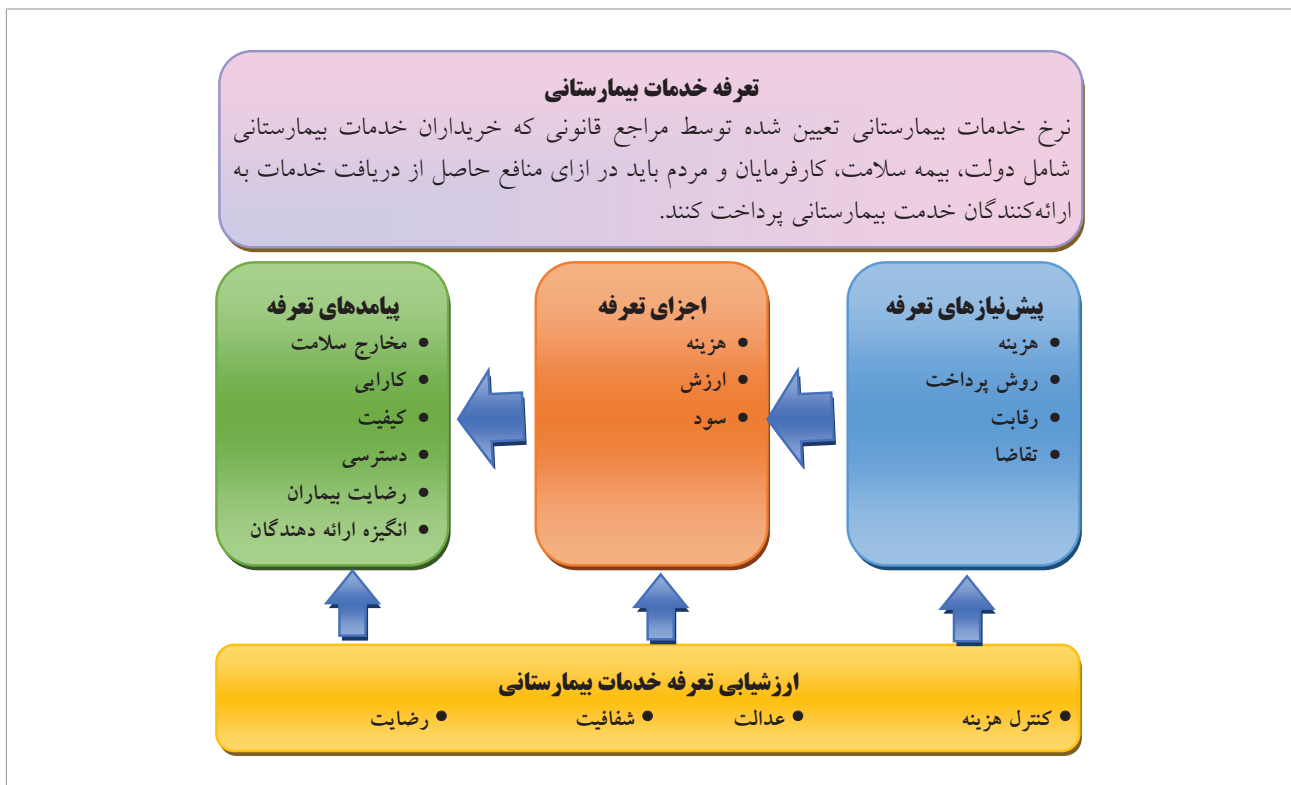 تعرفه خدمات بیمارستانی
نرخ خدمات بیمارستانی تعیین شده توسط مراجع قانونی که خریداران خدمات بیمارستانی
شامل دولت، بیمه سلامت، کارفرمایان و مردم باید در ازای منافع حاصل از دریافت خدمات به
ارائه‌کنندگان خدمت بیمارستانی پرداخت کنند.
پیش‌نیازهای تعرفه
• هزینه
• روش پرداخت
• رقابت
• تقاضا
اجزای تعرفه
• هزینه
• ارزش
• سود
پیامدهای تعرفه
• مخارج سلامت
• کارایی
• کیفیت
• دسترسی
• رضایت بیماران
• انگیزه ارائه دهندگان
ارزشیابی تعرفه خدمات بیمارستانی
• کنترل هزینه • عدالت • شفافیت • رضایت